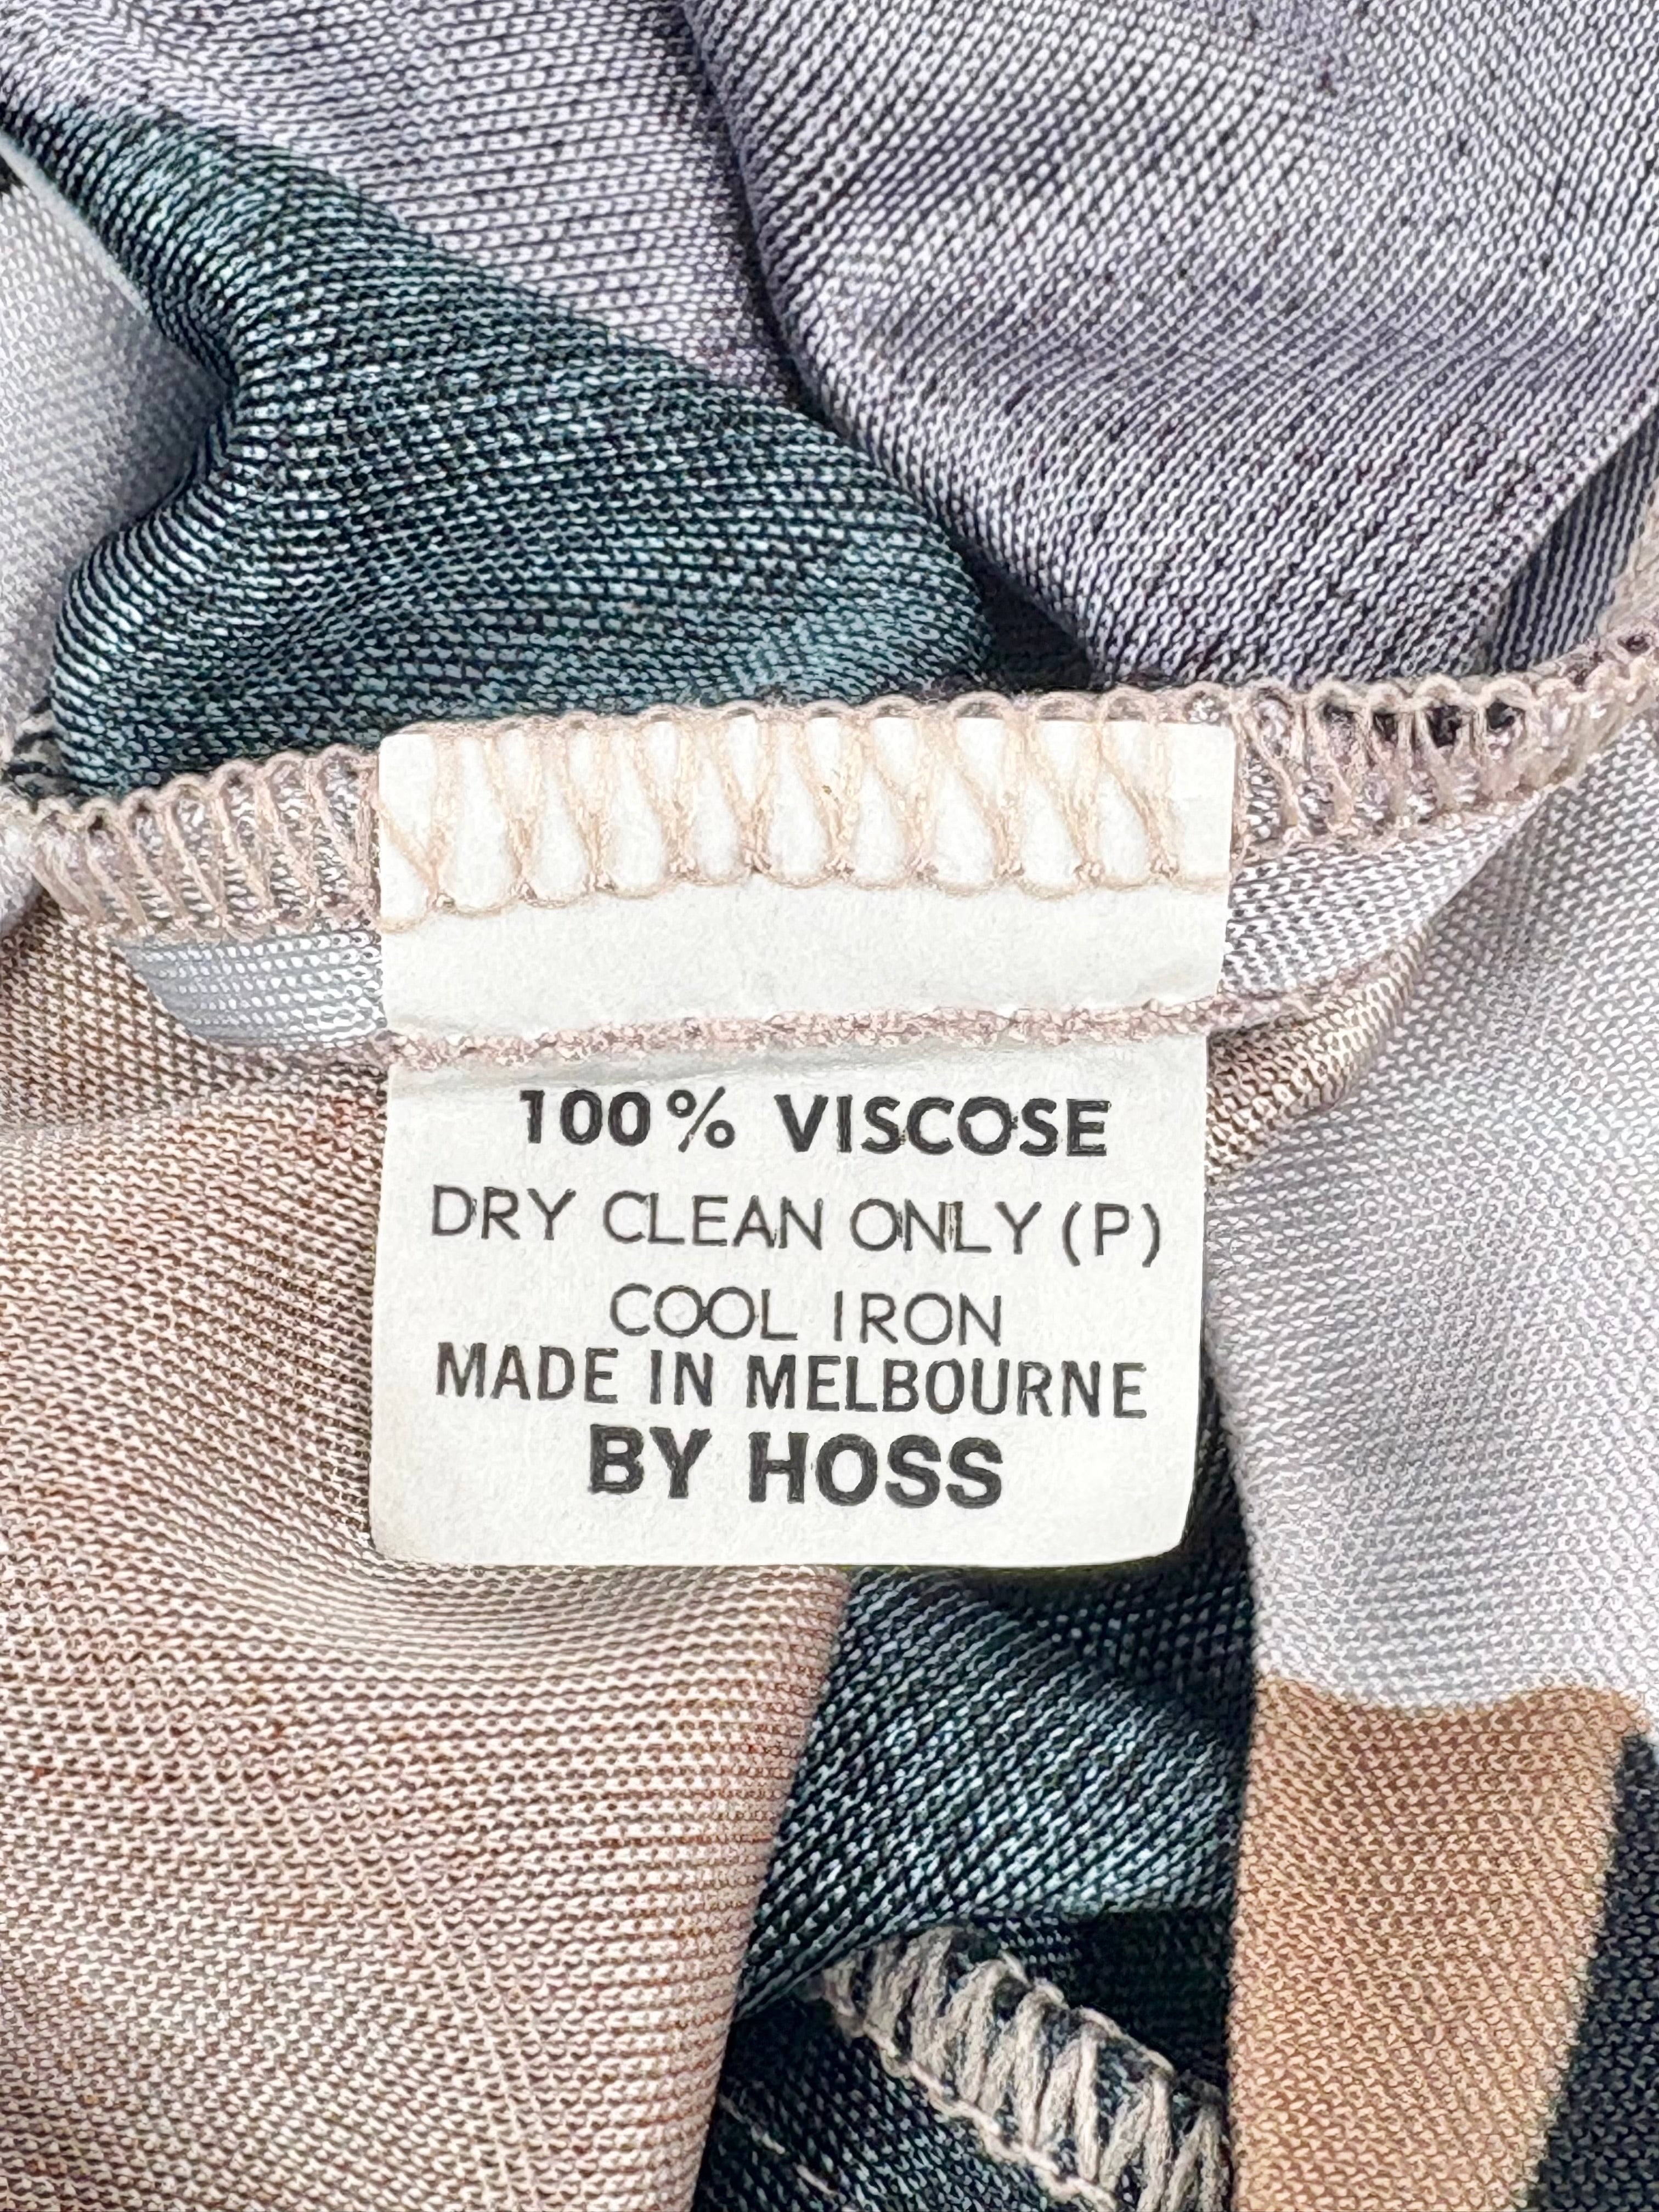 100% VISCOSE
DRY CLEAN ONLY (P)
COOL IRON
MADE IN MELBOURNE
BY HOSS